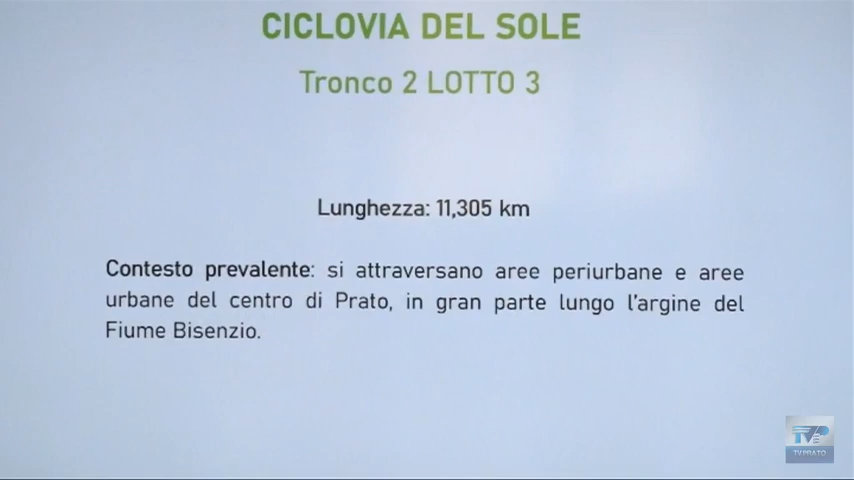 CICLOVIA DEL SOLE
Tronco 2 LOTTO 3
Lunghezza: 11,305 km
Contesto prevalente: si attraversano aree periurbane e aree
urbane del centro di Prato, in gran parte lungo l'argine del
Fiume Bisenzio.
TVP
TV PRATO